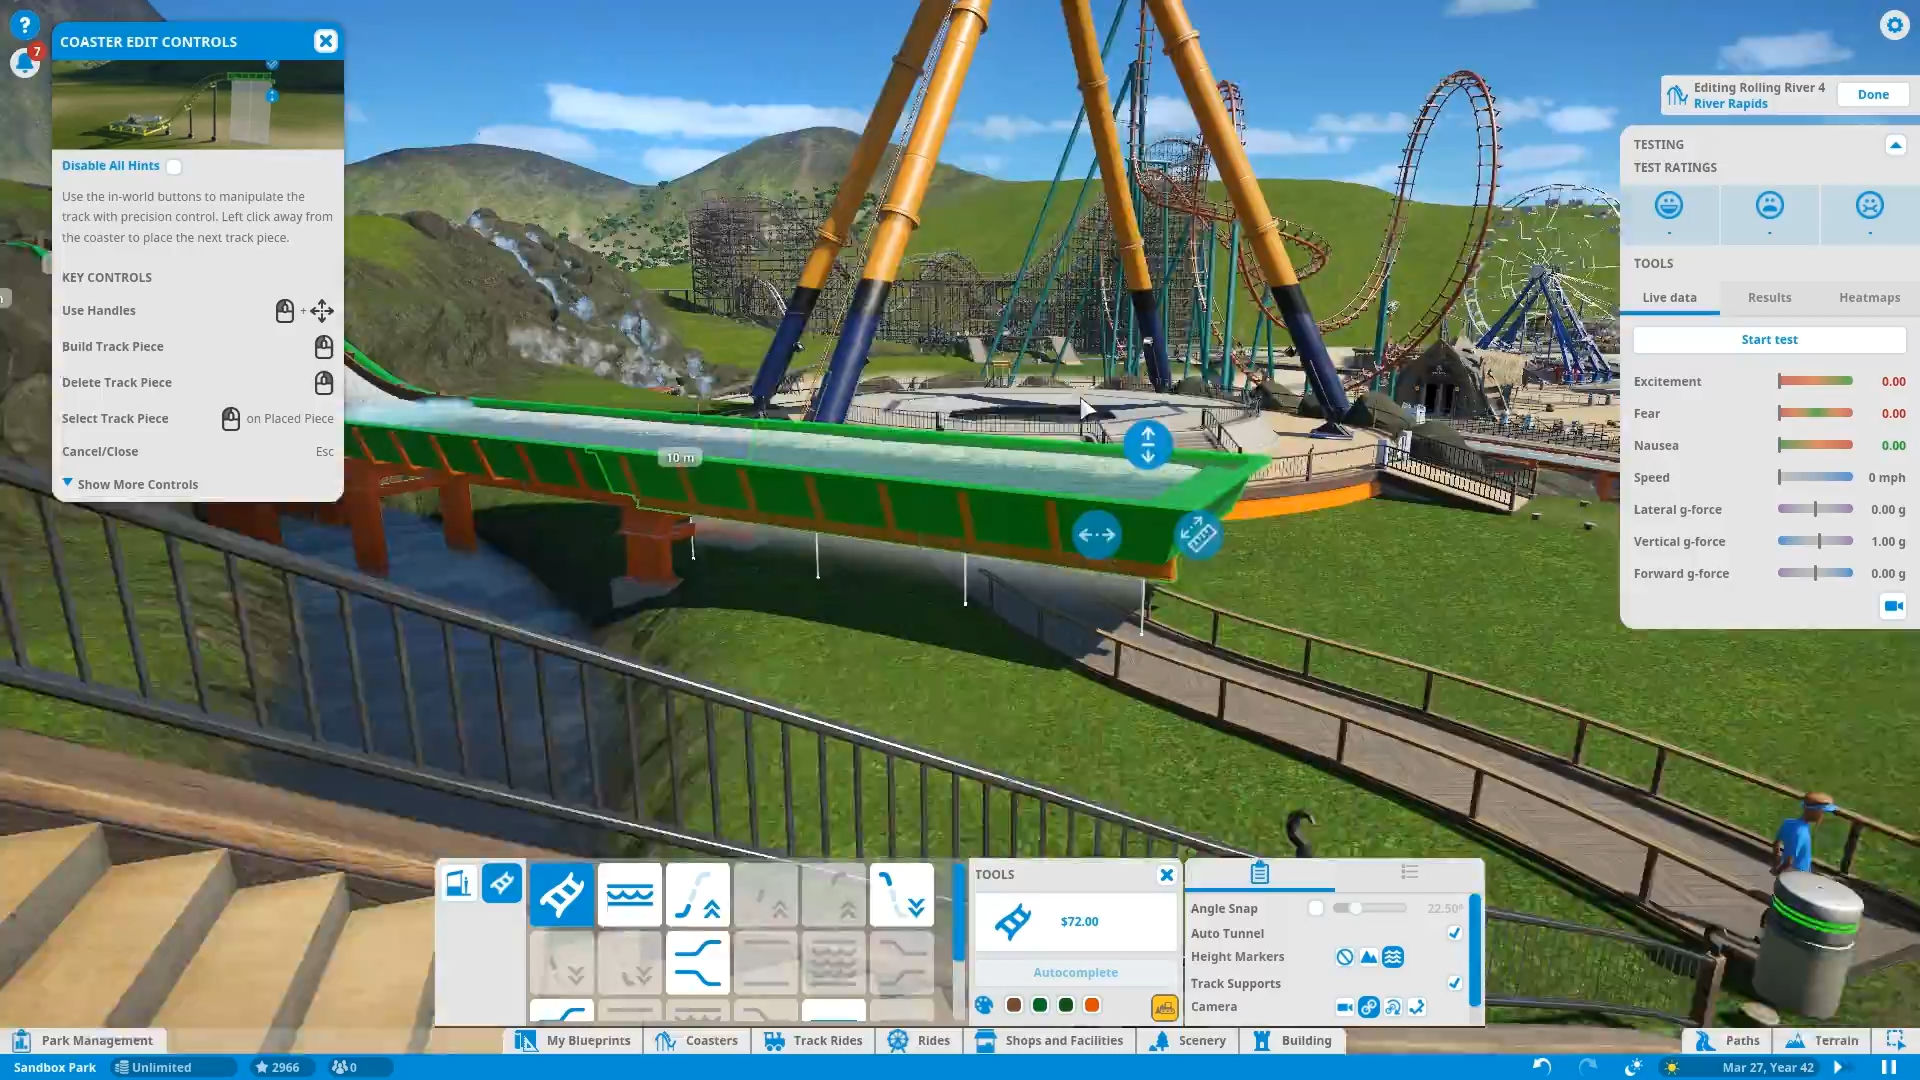 ?
7
COASTER EDIT CONTROLS
Disable All Hints
Use the in-world buttons to manipulate the
track with precision control. Left click away from
the coaster to place the next track piece.
KEY CONTROLS
Use Handles
+
Build Track Piece
Delete Track Piece
Select Track Piece
on Placed Piece
Cancel/Close
Esc
Show More Controls
10 m
Editing Rolling River 4
River Rapids
Done
TESTING
TEST RATINGS
- - -
TOOLS
Live data
Results
Heatmaps
Start test
Excitement
0.00
Fear
0.00
Nausea
0.00
Speed
0 mph
Lateral g-force
0.00 g
Vertical g-force
1.00 g
Forward g-force
0.00 g
TOOLS
$72.00
Autocomplete
Angle Snap
22.50°
Auto Tunnel
Height Markers
Track Supports
Camera
Park Management
My Blueprints
Coasters
Track Rides
Rides
Shops and Facilities
Scenery
Building
Paths
Terrain
Sandbox Park
Unlimited
2966
0
Mar 27, Year 42